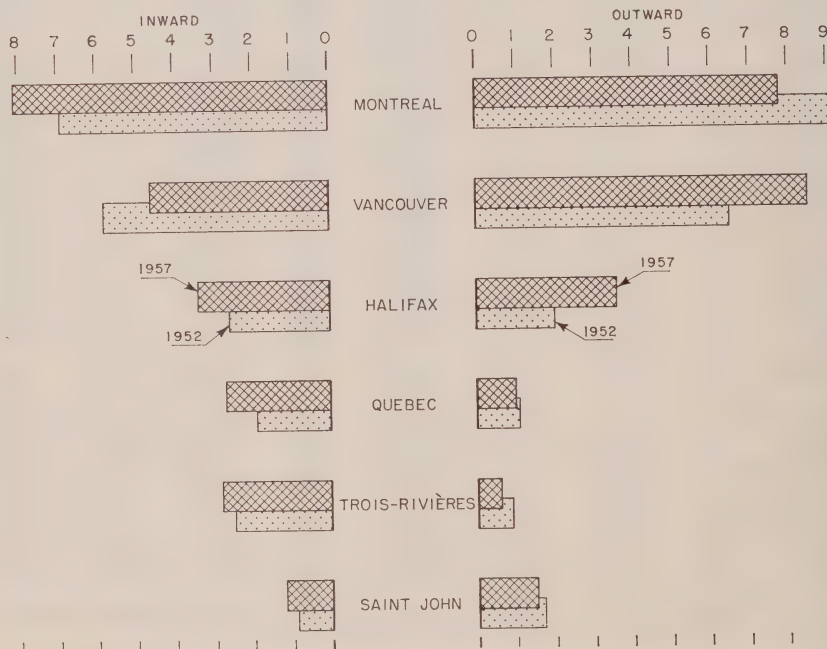 INWARD
OUTWARD
8 7 6 5 4 3 2 1 0
0 1 2 3 4 5 6 7 8 9
MONTREAL
VANCOUVER
1957
1957
HALIFAX
1952
1952
QUEBEC
TROIS-RIVIÈRES
SAINT JOHN